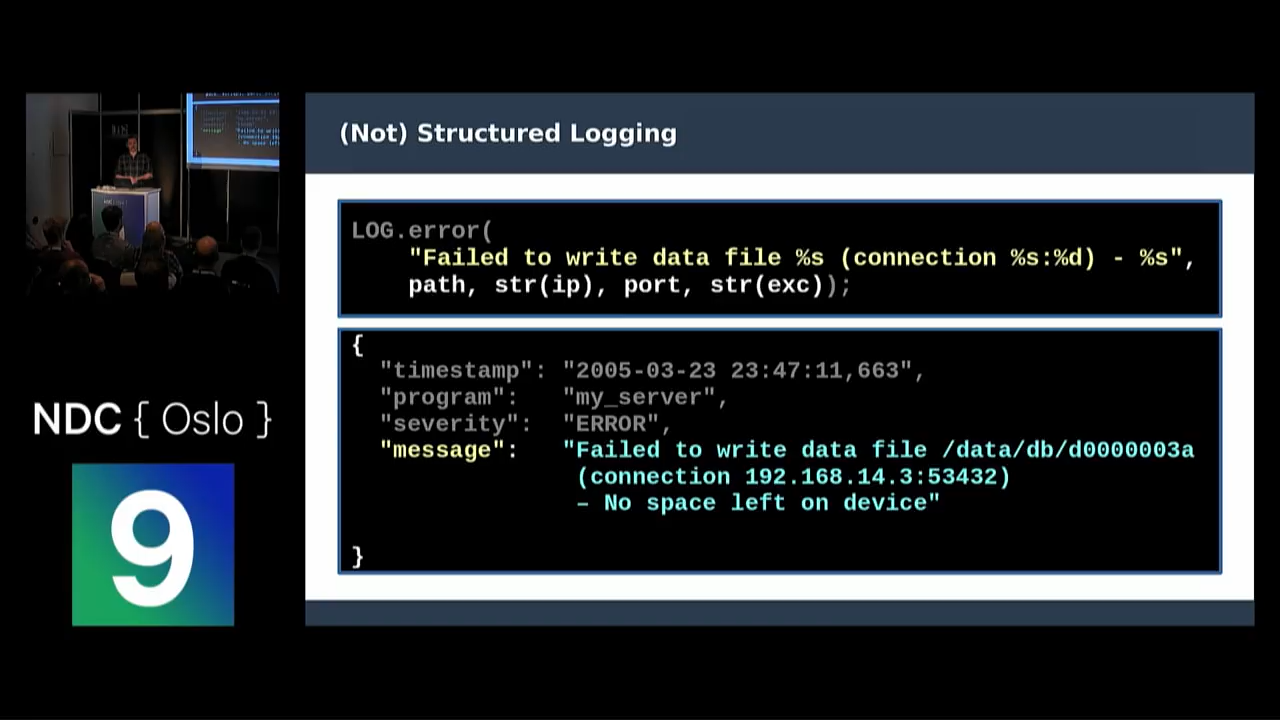 (Not) Structured Logging
LOG.error(
"Failed to write data file %s (connection %s:%d) - %s",
path, str(ip), port, str(exc));
{
"timestamp": "2005-03-23 23:47:11,663",
"program": "my_server",
"severity": "ERROR",
"message": "Failed to write data file /data/db/d0000003a
(connection 192.168.14.3:53432)
– No space left on device"
}
NDC { Oslo }
9